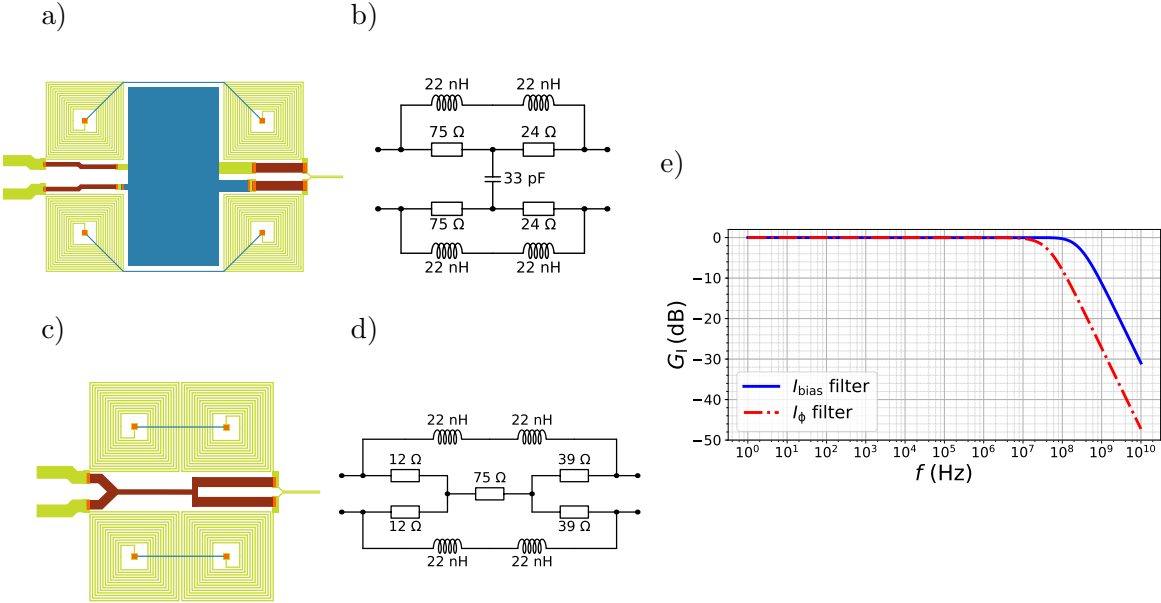 a)
b)
22 nH 22 nH
75 Ω 24 Ω
33 pF
75 Ω 24 Ω
22 nH 22 nH
c)
d)
22 nH 22 nH
12 Ω 39 Ω
75 Ω
12 Ω 39 Ω
22 nH 22 nH
e)
0
−10
−20
−30
−40
−50
G_I (dB)
I_bias filter
I_ϕ filter
10^0 10^1 10^2 10^3 10^4 10^5 10^6 10^7 10^8 10^9 10^10
f (Hz)